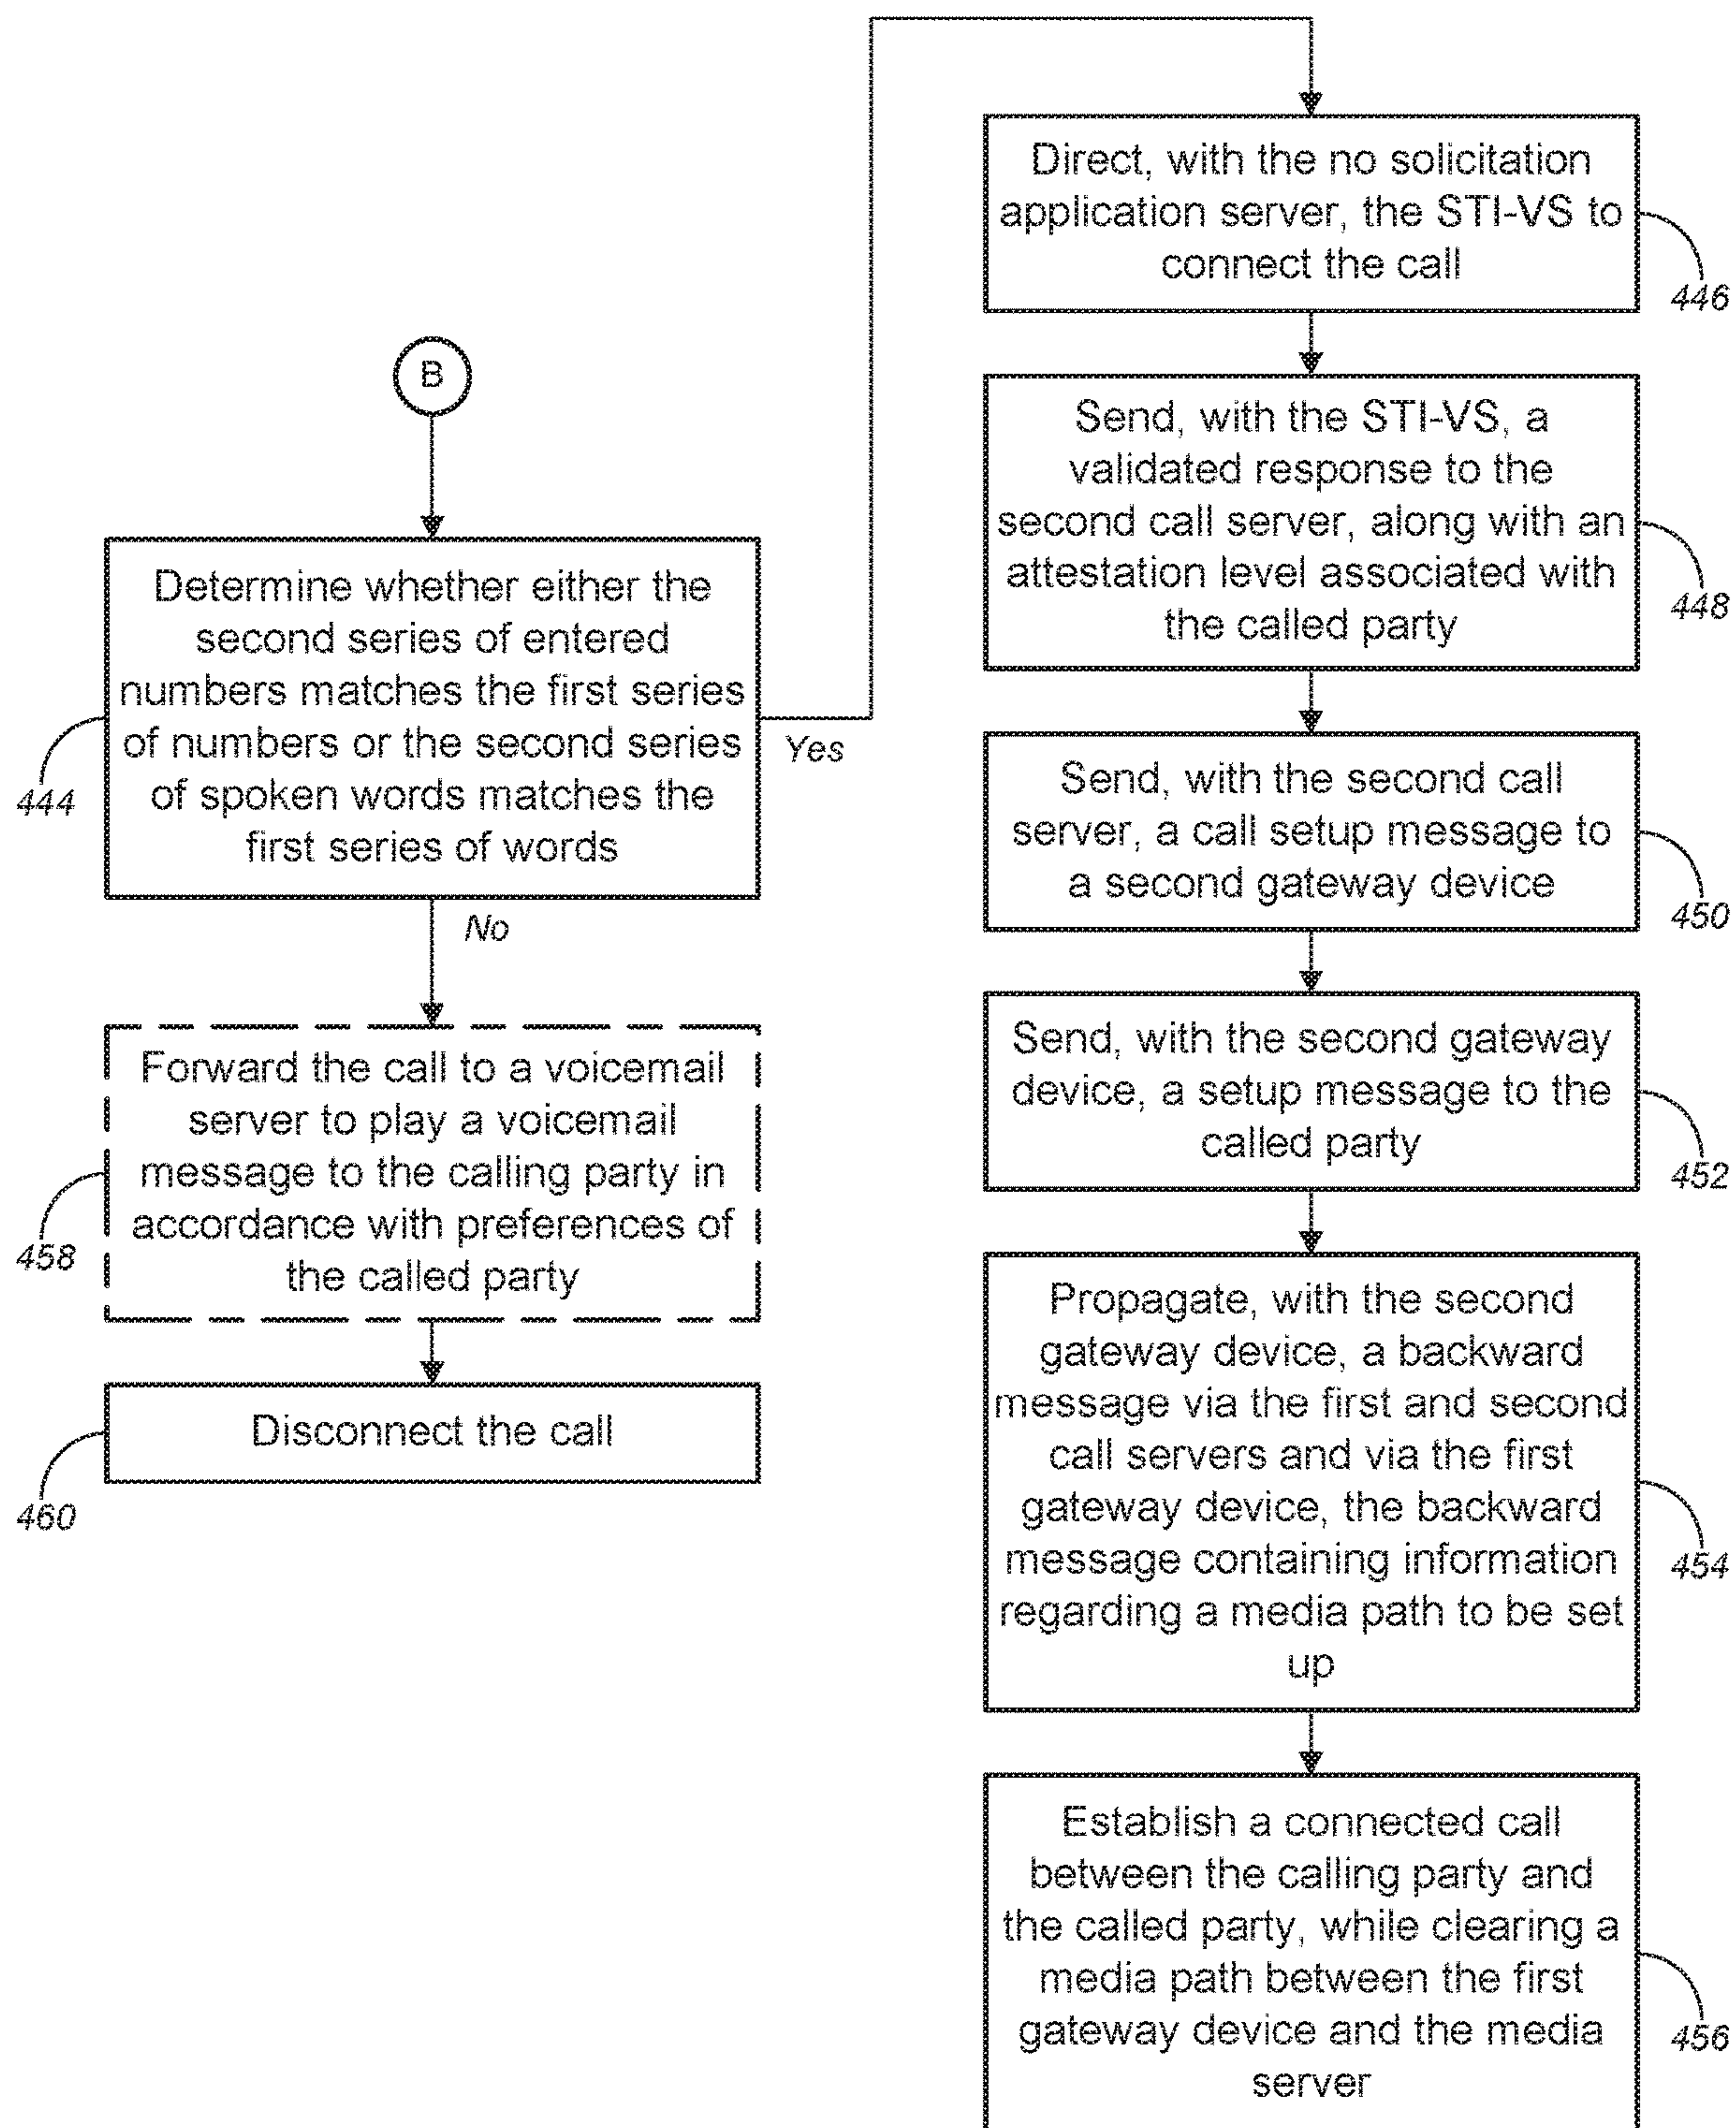 B
Determine whether either the
second series of entered
numbers matches the first series
of numbers or the second series
of spoken words matches the
first series of words
444
Yes
No
Forward the call to a voicemail
server to play a voicemail
message to the calling party in
accordance with preferences of
the called party
458
Disconnect the call
460
Direct, with the no solicitation
application server, the STI-VS to
connect the call
446
Send, with the STI-VS, a
validated response to the
second call server, along with an
attestation level associated with
the called party
448
Send, with the second call
server, a call setup message to
a second gateway device
450
Send, with the second gateway
device, a setup message to the
called party
452
Propagate, with the second
gateway device, a backward
message via the first and second
call servers and via the first
gateway device, the backward
message containing information
regarding a media path to be set
up
454
Establish a connected call
between the calling party and
the called party, while clearing a
media path between the first
gateway device and the media
server
456